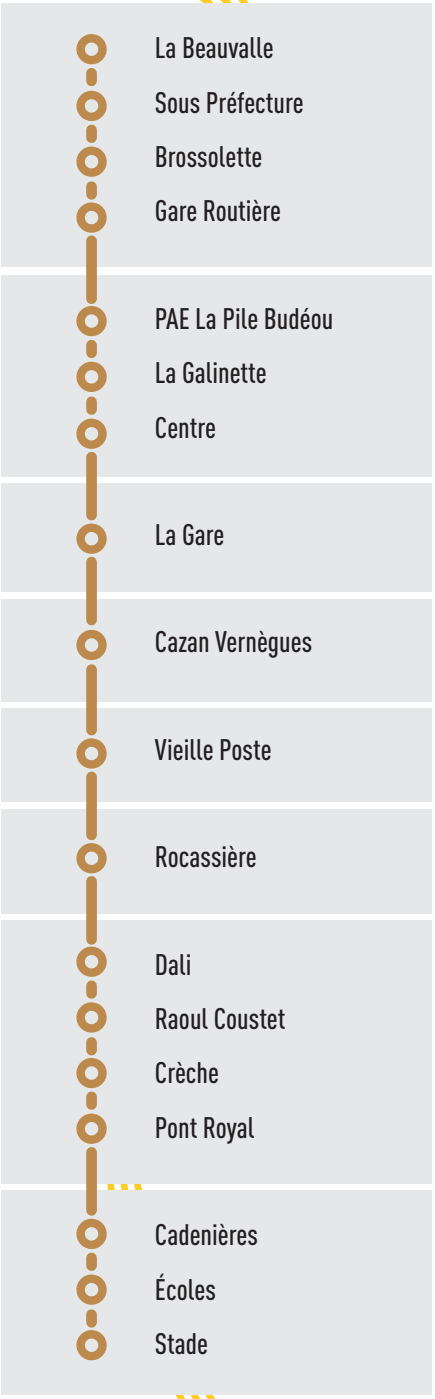 La Beauvalle
Sous Préfecture
Brossolette
Gare Routière
PAE La Pile Budéou
La Galinette
Centre
La Gare
Cazan Vernègues
Vieille Poste
Rocassière
Dali
Raoul Coustet
Crèche
Pont Royal
Cadenières
Écoles
Stade